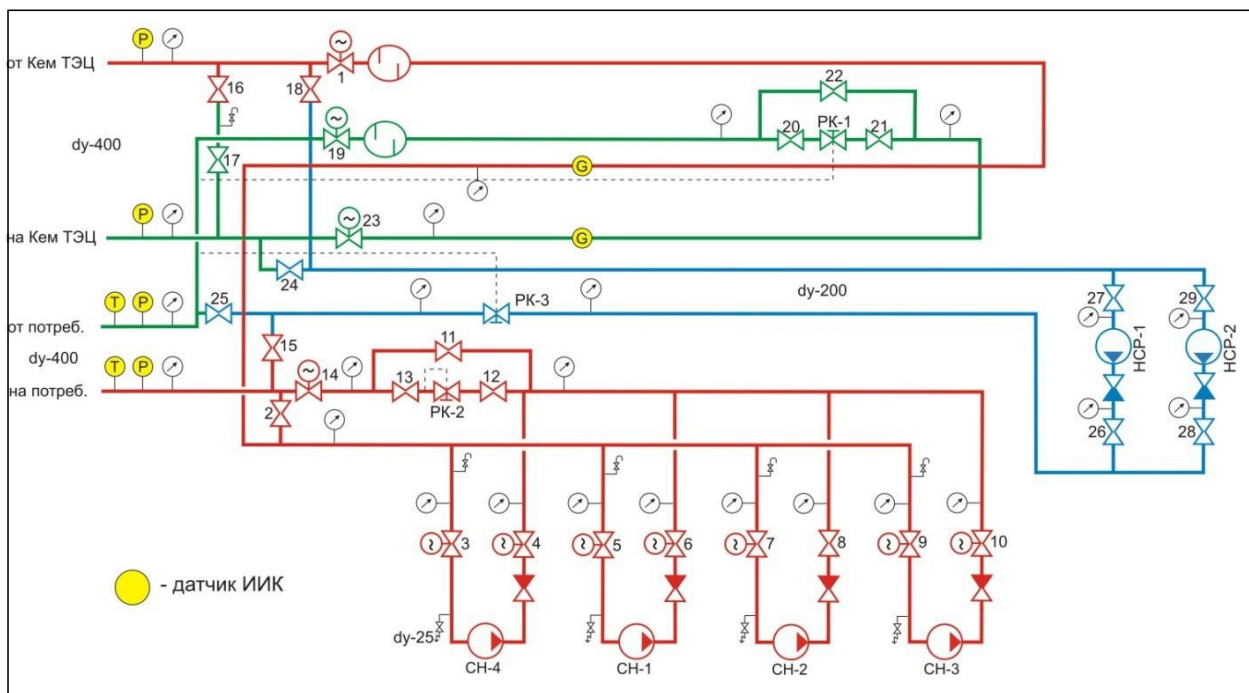 P
от Кем ТЭЦ
~
1
16
18
22
dy-400
~
19
20
РК-1
21
17
G
P
на Кем ТЭЦ
~
23
G
24
dy-200
T
P
25
РК-3
27
29
от потреб.
НСР-1
НСР-2
15
11
dy-400
T
P
~
14
13
12
на потреб.
РК-2
2
26
28
~
3
~
4
~
5
~
6
~
7
8
~
9
~
10
- датчик ИИК
dy-25
СН-4
СН-1
СН-2
СН-3